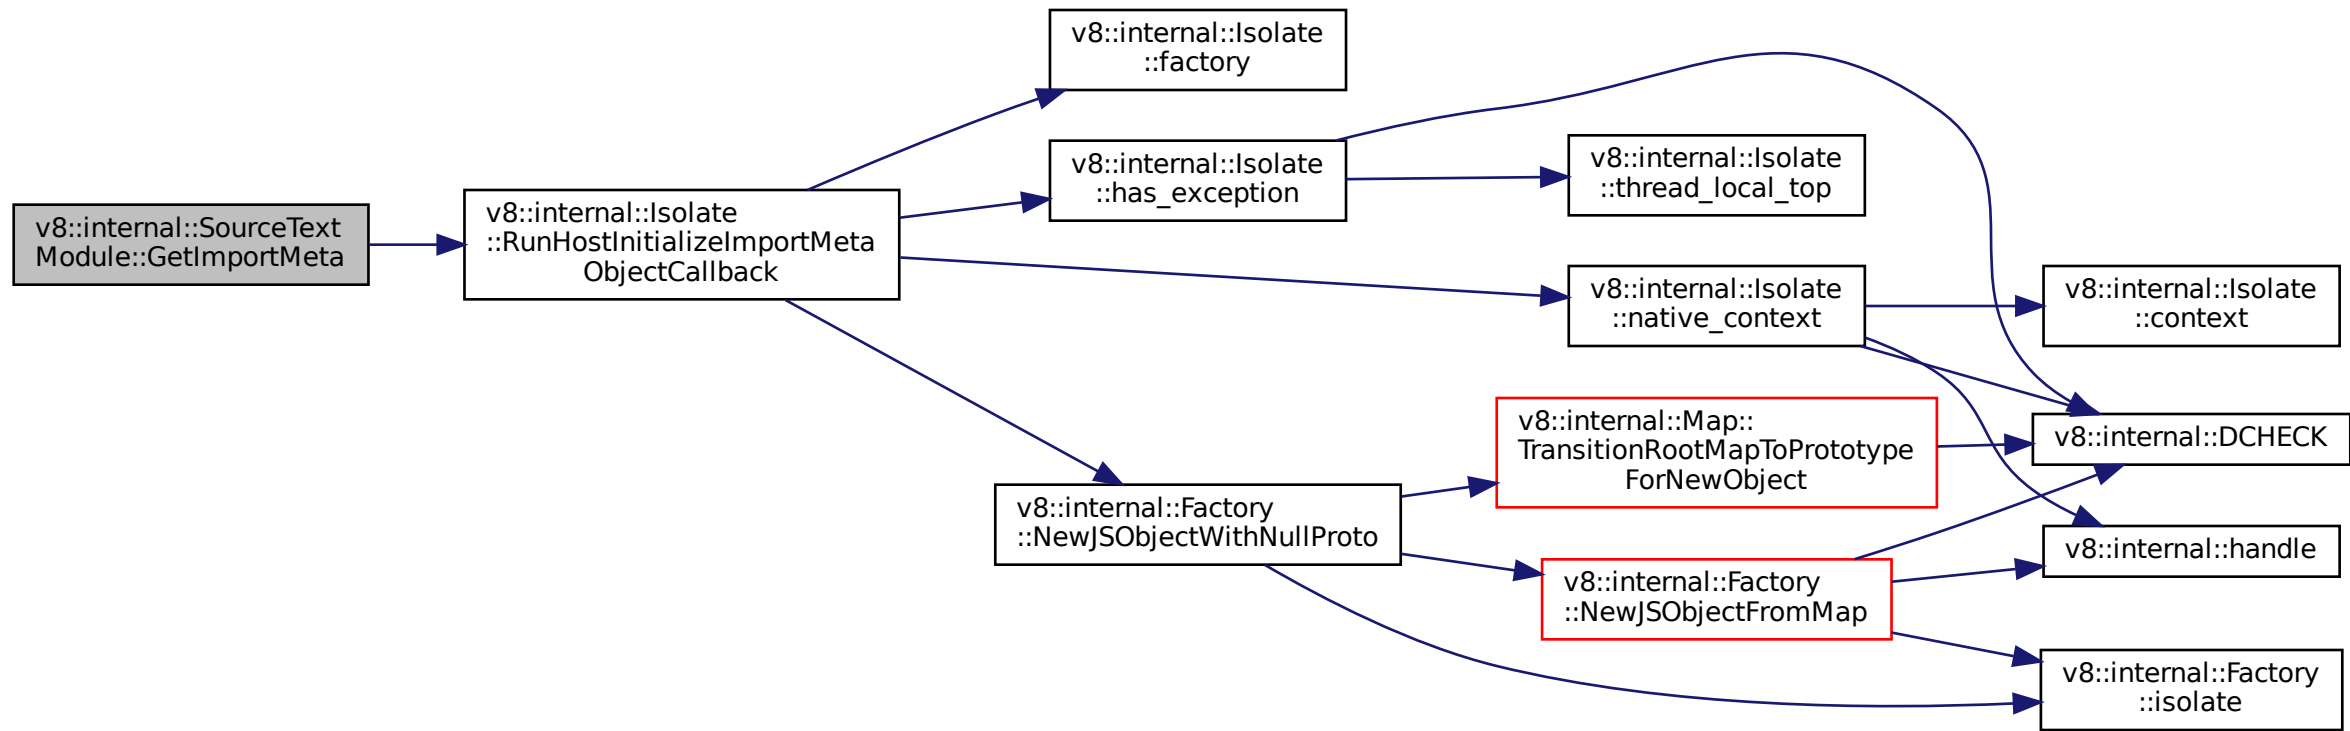 v8::internal::SourceText
Module::GetImportMeta
v8::internal::Isolate
::RunHostInitializeImportMeta
ObjectCallback
v8::internal::Isolate
::factory
v8::internal::Isolate
::has_exception
v8::internal::Isolate
::thread_local_top
v8::internal::Isolate
::native_context
v8::internal::Isolate
::context
v8::internal::Map::
TransitionRootMapToPrototype
ForNewObject
v8::internal::DCHECK
v8::internal::Factory
::NewJSObjectWithNullProto
v8::internal::handle
v8::internal::Factory
::NewJSObjectFromMap
v8::internal::Factory
::isolate